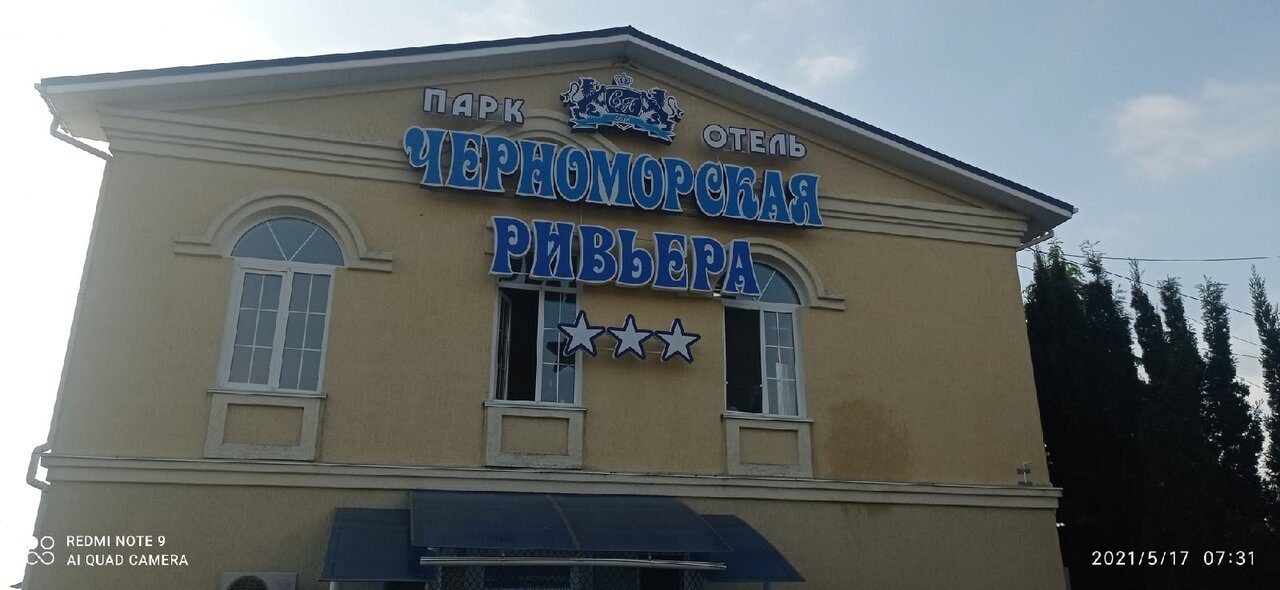 ПАРК
ОТЕЛЬ
ЧЕРНОМОРСКАЯ
РИВЬЕРА
REDMI NOTE 9
AI QUAD CAMERA
2021/5/17 07:31